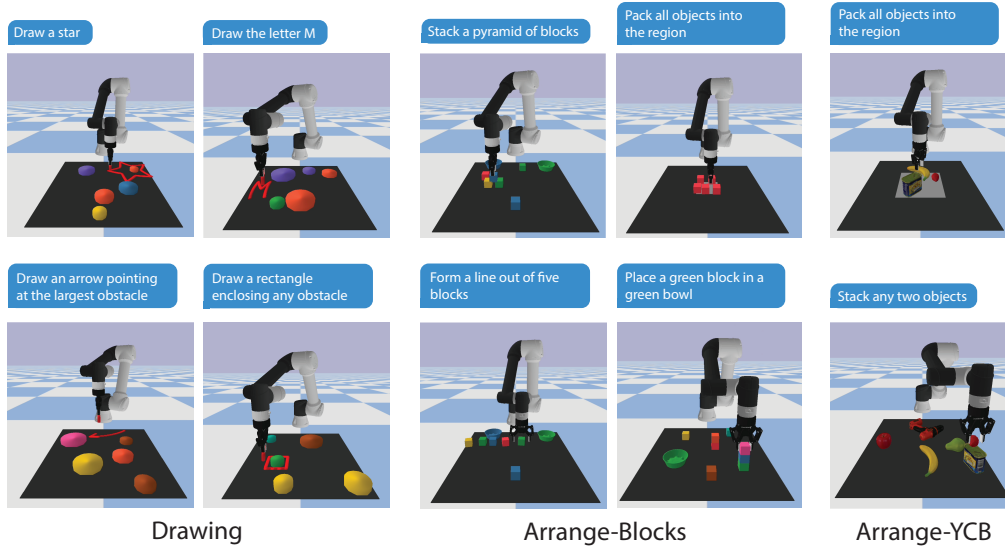 Draw a star
Draw the letter M
Stack a pyramid of blocks
Pack all objects into
the region
Pack all objects into
the region
Draw an arrow pointing
at the largest obstacle
Draw a rectangle
enclosing any obstacle
Form a line out of five
blocks
Place a green block in a
green bowl
Stack any two objects
Drawing
Arrange-Blocks
Arrange-YCB